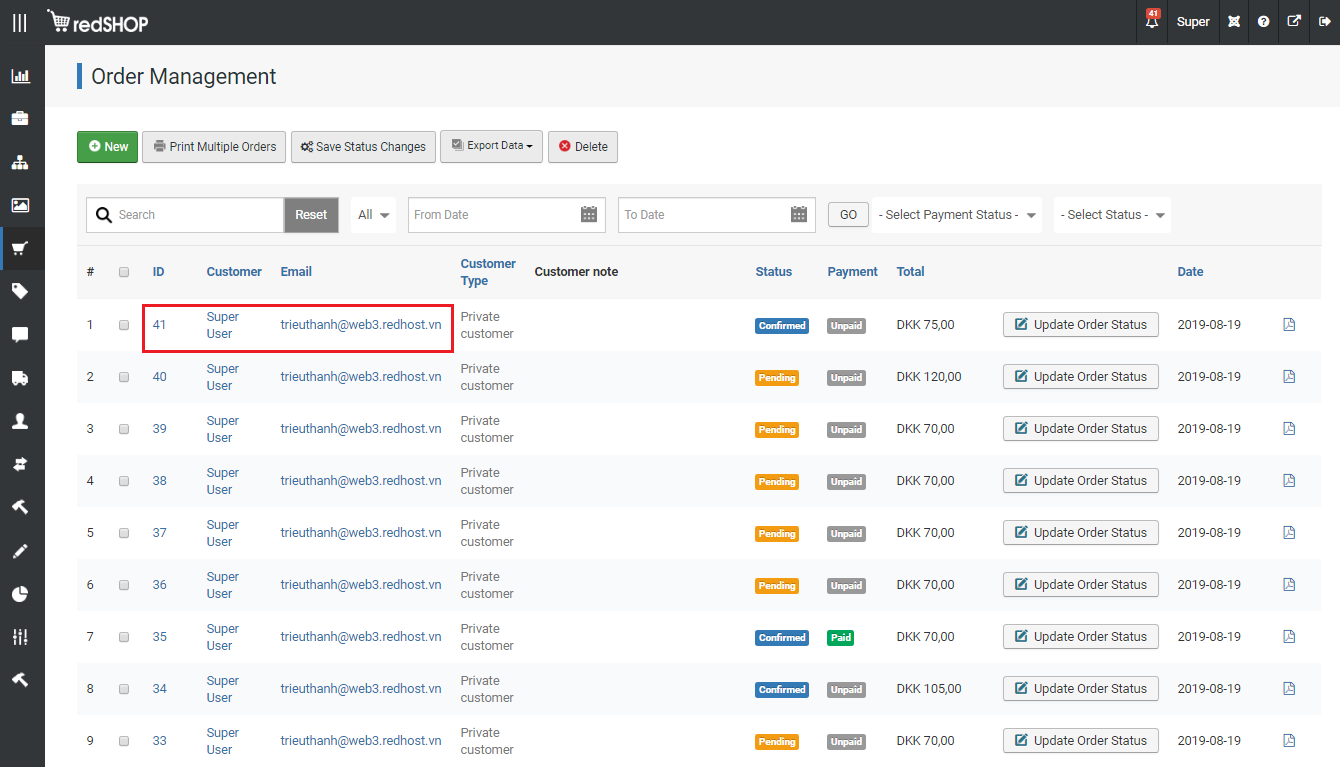 redSHOP 41 Super
Order Management
New Print Multiple Orders Save Status Changes Export Data Delete
Search Reset All From Date To Date GO - Select Payment Status - - Select Status -
# ID Customer Email Customer Type Customer note Status Payment Total Date
1 41 Super User trieuthanh@web3.redhost.vn Private customer Confirmed Unpaid DKK 75,00 Update Order Status 2019-08-19
2 40 Super User trieuthanh@web3.redhost.vn Private customer Pending Unpaid DKK 120,00 Update Order Status 2019-08-19
3 39 Super User trieuthanh@web3.redhost.vn Private customer Pending Unpaid DKK 70,00 Update Order Status 2019-08-19
4 38 Super User trieuthanh@web3.redhost.vn Private customer Pending Unpaid DKK 70,00 Update Order Status 2019-08-19
5 37 Super User trieuthanh@web3.redhost.vn Private customer Pending Unpaid DKK 70,00 Update Order Status 2019-08-19
6 36 Super User trieuthanh@web3.redhost.vn Private customer Pending Unpaid DKK 70,00 Update Order Status 2019-08-19
7 35 Super User trieuthanh@web3.redhost.vn Private customer Confirmed Paid DKK 70,00 Update Order Status 2019-08-19
8 34 Super User trieuthanh@web3.redhost.vn Private customer Confirmed Unpaid DKK 105,00 Update Order Status 2019-08-19
9 33 Super User trieuthanh@web3.redhost.vn Private customer Pending Unpaid DKK 70,00 Update Order Status 2019-08-19